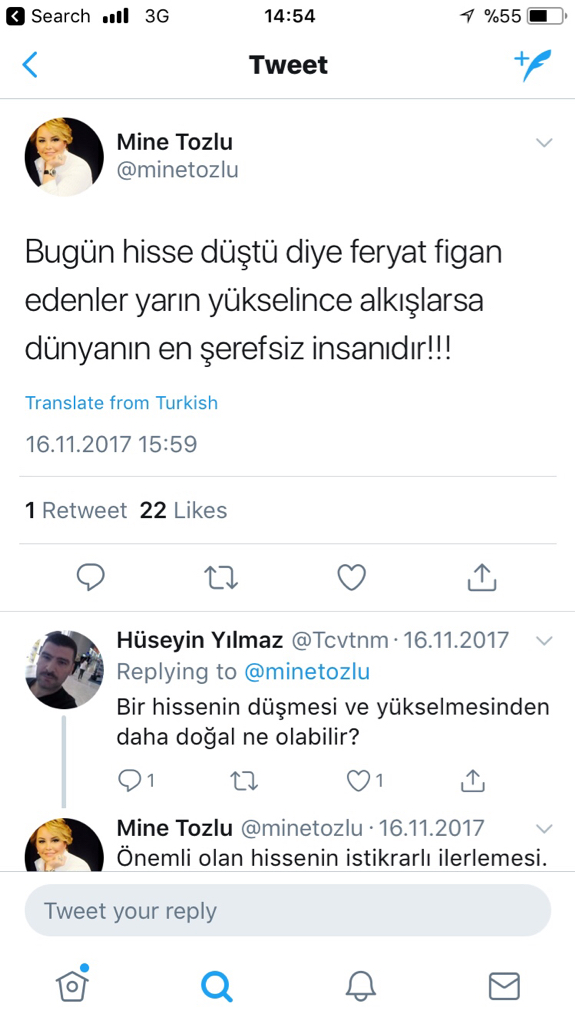 Search 3G 14:54 %55
Tweet
Mine Tozlu
@minetozlu
Bugün hisse düştü diye feryat figan
edenler yarın yükselince alkışlarsa
dünyanın en şerefsiz insanıdır!!!
Translate from Turkish
16.11.2017 15:59
1 Retweet 22 Likes
Hüseyin Yılmaz @Tcvtnm · 16.11.2017
Replying to @minetozlu
Bir hissenin düşmesi ve yükselmesinden
daha doğal ne olabilir?
1 1
Mine Tozlu @minetozlu · 16.11.2017
Önemli olan hissenin istikrarlı ilerlemesi.
Tweet your reply